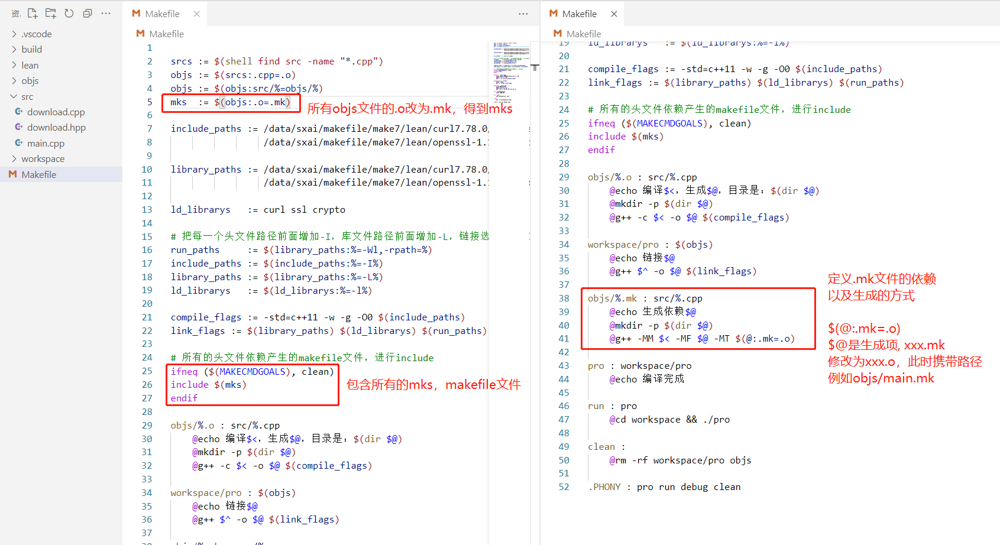 资.
.vscode
build
lean
objs
src
download.cpp
download.hpp
main.cpp
workspace
Makefile
Makefile
Makefile
1
2 srcs := $(shell find src -name "*.cpp")
3 objs := $(srcs:.cpp=.o)
4 objs := $(objs:src/%=objs/%)
5 mks  := $(objs:.o=.mk)
所有objs文件的.o改为.mk，得到mks
6
7 include_paths := /data/sxai/makefile/make7/lean/curl7.78.0/
8 /data/sxai/makefile/make7/lean/openssl-1.1
9
10 library_paths := /data/sxai/makefile/make7/lean/curl7.78.0/
11 /data/sxai/makefile/make7/lean/openssl-1.1
12
13 ld_librarys   := curl ssl crypto
14
15 # 把每一个头文件路径前面增加-I，库文件路径前面增加-L，链接选
16 run_paths     := $(library_paths:%=-Wl,-rpath=%)
17 include_paths := $(include_paths:%=-I%)
18 library_paths := $(library_paths:%=-L%)
19 ld_librarys   := $(ld_librarys:%=-l%)
20
21 compile_flags := -std=c++11 -w -g -O0 $(include_paths)
22 link_flags := $(library_paths) $(ld_librarys) $(run_paths)
23
24 # 所有的头文件依赖产生的makefile文件，进行include
25 ifneq ($(MAKECMDGOALS), clean)
26 include $(mks)
27 endif
包含所有的mks，makefile文件
28
29 objs/%.o : src/%.cpp
30 @echo 编译$<，生成$@，目录是：$(dir $@)
31 @mkdir -p $(dir $@)
32 @g++ -c $< -o $@ $(compile_flags)
33
34 workspace/pro : $(objs)
35 @echo 链接$@
36 @g++ $^ -o $@ $(link_flags)
37
Makefile
Makefile
19 ld_librarys   := $(ld_librarys:%=-l%)
20
21 compile_flags := -std=c++11 -w -g -O0 $(include_paths)
22 link_flags := $(library_paths) $(ld_librarys) $(run_paths)
23
24 # 所有的头文件依赖产生的makefile文件，进行include
25 ifneq ($(MAKECMDGOALS), clean)
26 include $(mks)
27 endif
28
29 objs/%.o : src/%.cpp
30 @echo 编译$<，生成$@，目录是：$(dir $@)
31 @mkdir -p $(dir $@)
32 @g++ -c $< -o $@ $(compile_flags)
33
34 workspace/pro : $(objs)
35 @echo 链接$@
36 @g++ $^ -o $@ $(link_flags)
37
38 objs/%.mk : src/%.cpp
39 @echo 生成依赖$@
40 @mkdir -p $(dir $@)
41 @g++ -MM $< -MF $@ -MT $(@:.mk=.o)
42
43 pro : workspace/pro
44 @echo 编译完成
45
46 run : pro
47 @cd workspace && ./pro
48
49 clean :
50 @rm -rf workspace/pro objs
51
52 .PHONY : pro run debug clean
定义.mk文件的依赖
以及生成的方式
$(@:.mk=.o)
$@是生成项, xxx.mk
修改为xxx.o，此时携带路径
例如objs/main.mk